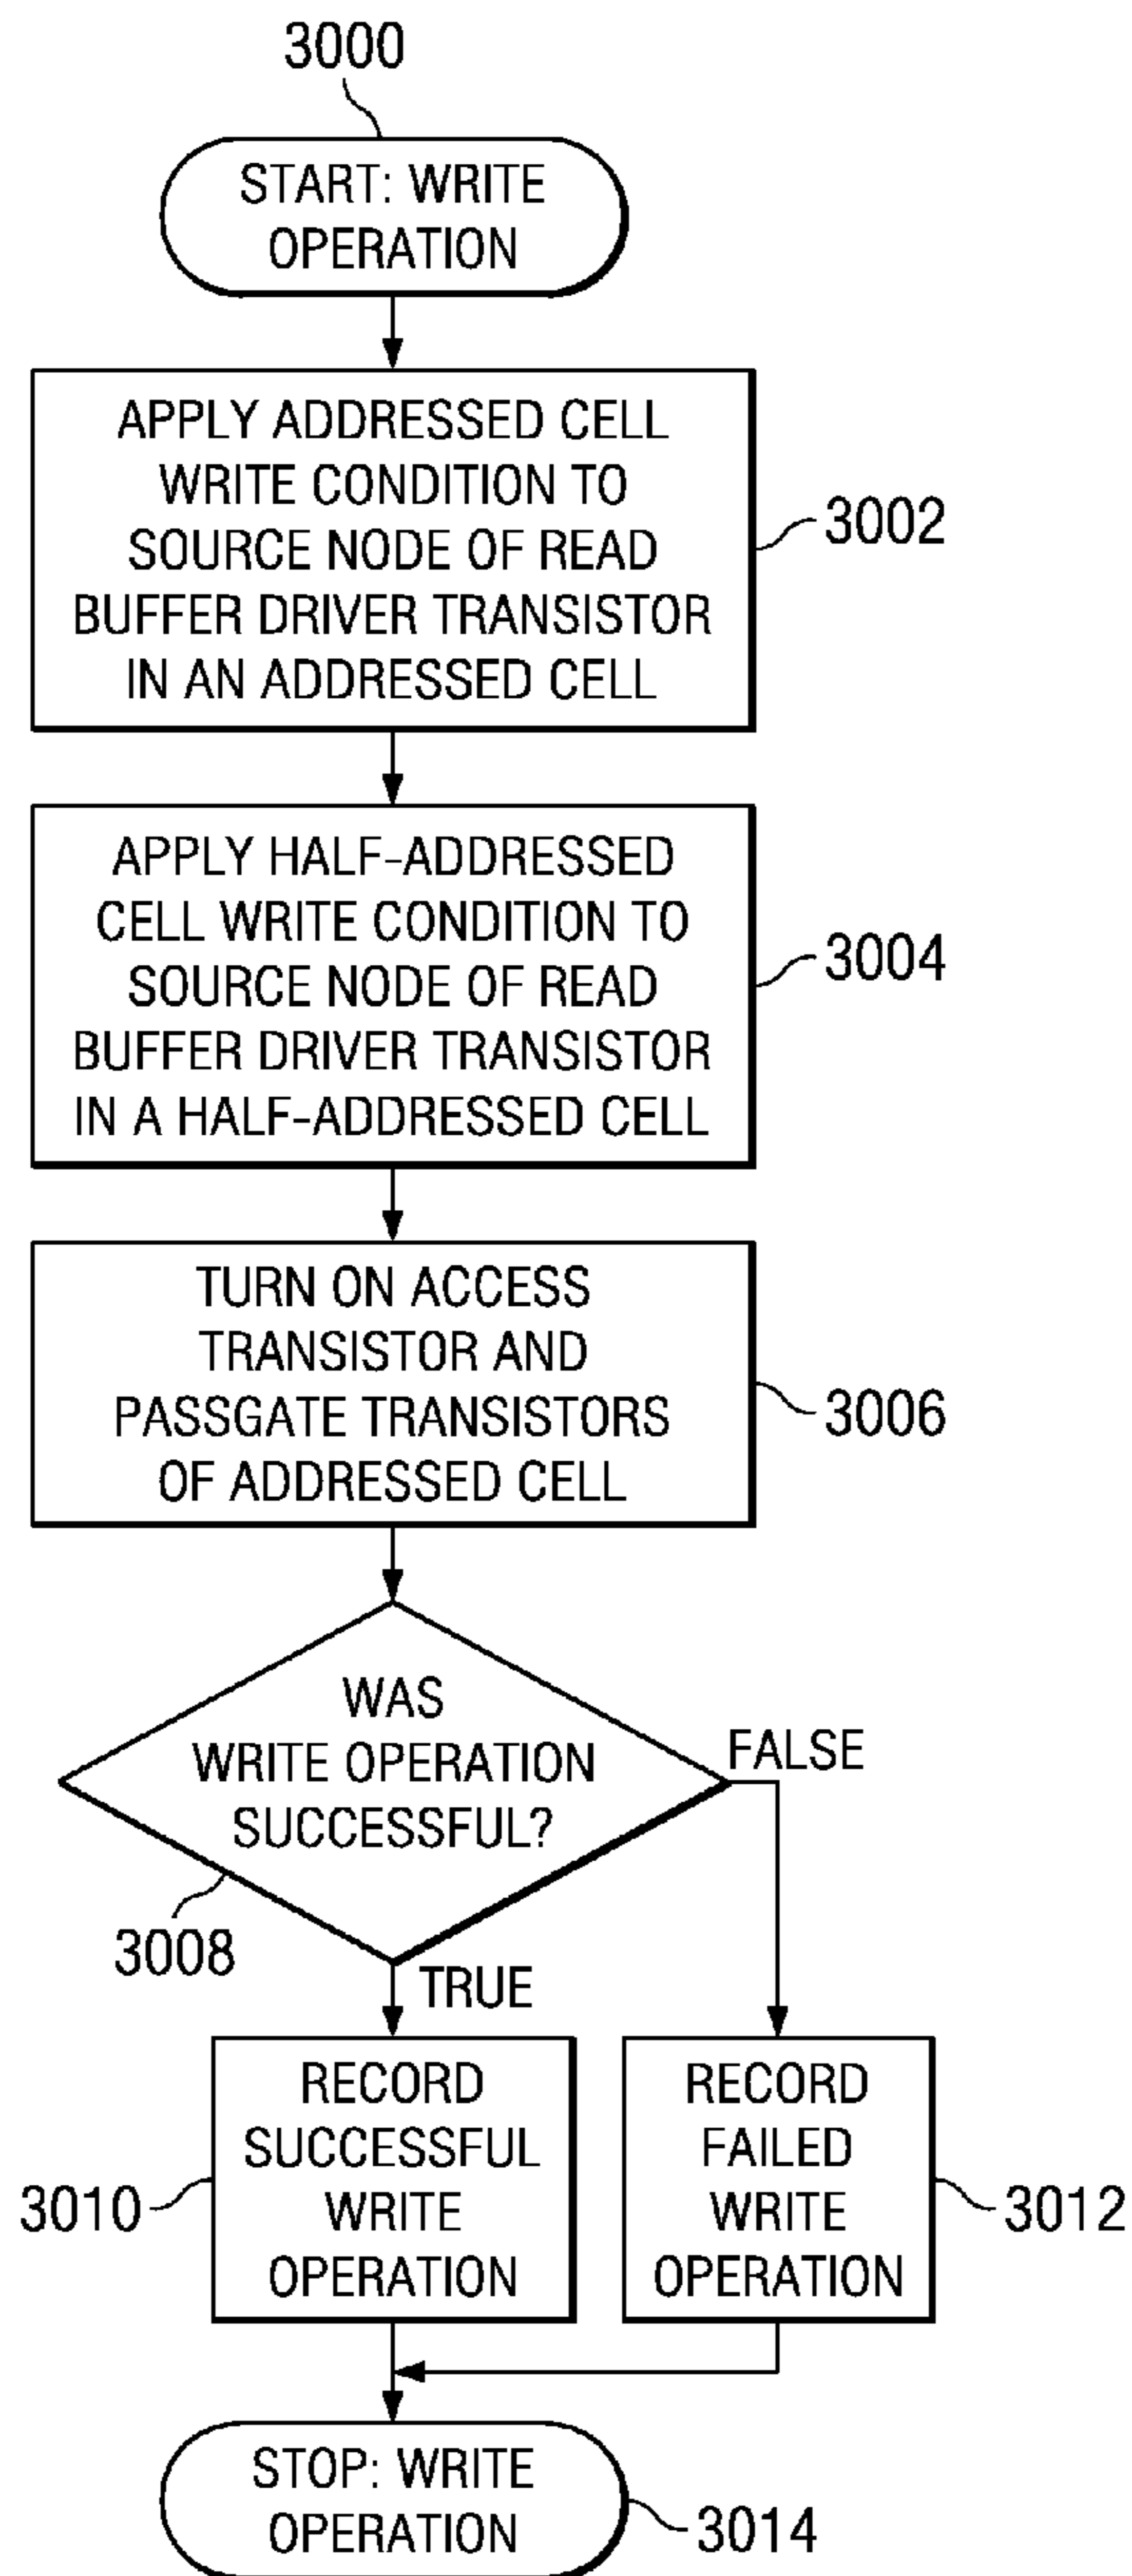 3000
START: WRITE
OPERATION
APPLY ADDRESSED CELL
WRITE CONDITION TO
SOURCE NODE OF READ
BUFFER DRIVER TRANSISTOR
IN AN ADDRESSED CELL
3002
APPLY HALF-ADDRESSED
CELL WRITE CONDITION TO
SOURCE NODE OF READ
BUFFER DRIVER TRANSISTOR
IN A HALF-ADDRESSED CELL
3004
TURN ON ACCESS
TRANSISTOR AND
PASSGATE TRANSISTORS
OF ADDRESSED CELL
3006
WAS
WRITE OPERATION
SUCCESSFUL?
3008
FALSE
TRUE
RECORD
SUCCESSFUL
WRITE
OPERATION
3010
RECORD
FAILED
WRITE
OPERATION
3012
STOP: WRITE
OPERATION
3014